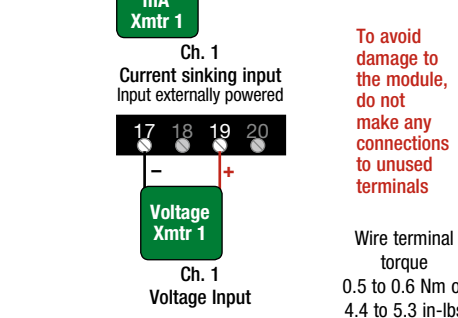 mA
Xmtr 1
Ch. 1
Current sinking input
Input externally powered
17 18 19 20
– +
Voltage
Xmtr 1
Ch. 1
Voltage Input
To avoid
damage to
the module,
do not
make any
connections
to unused
terminals
Wire terminal
torque
0.5 to 0.6 Nm
4.4 to 5.3 in-lbs